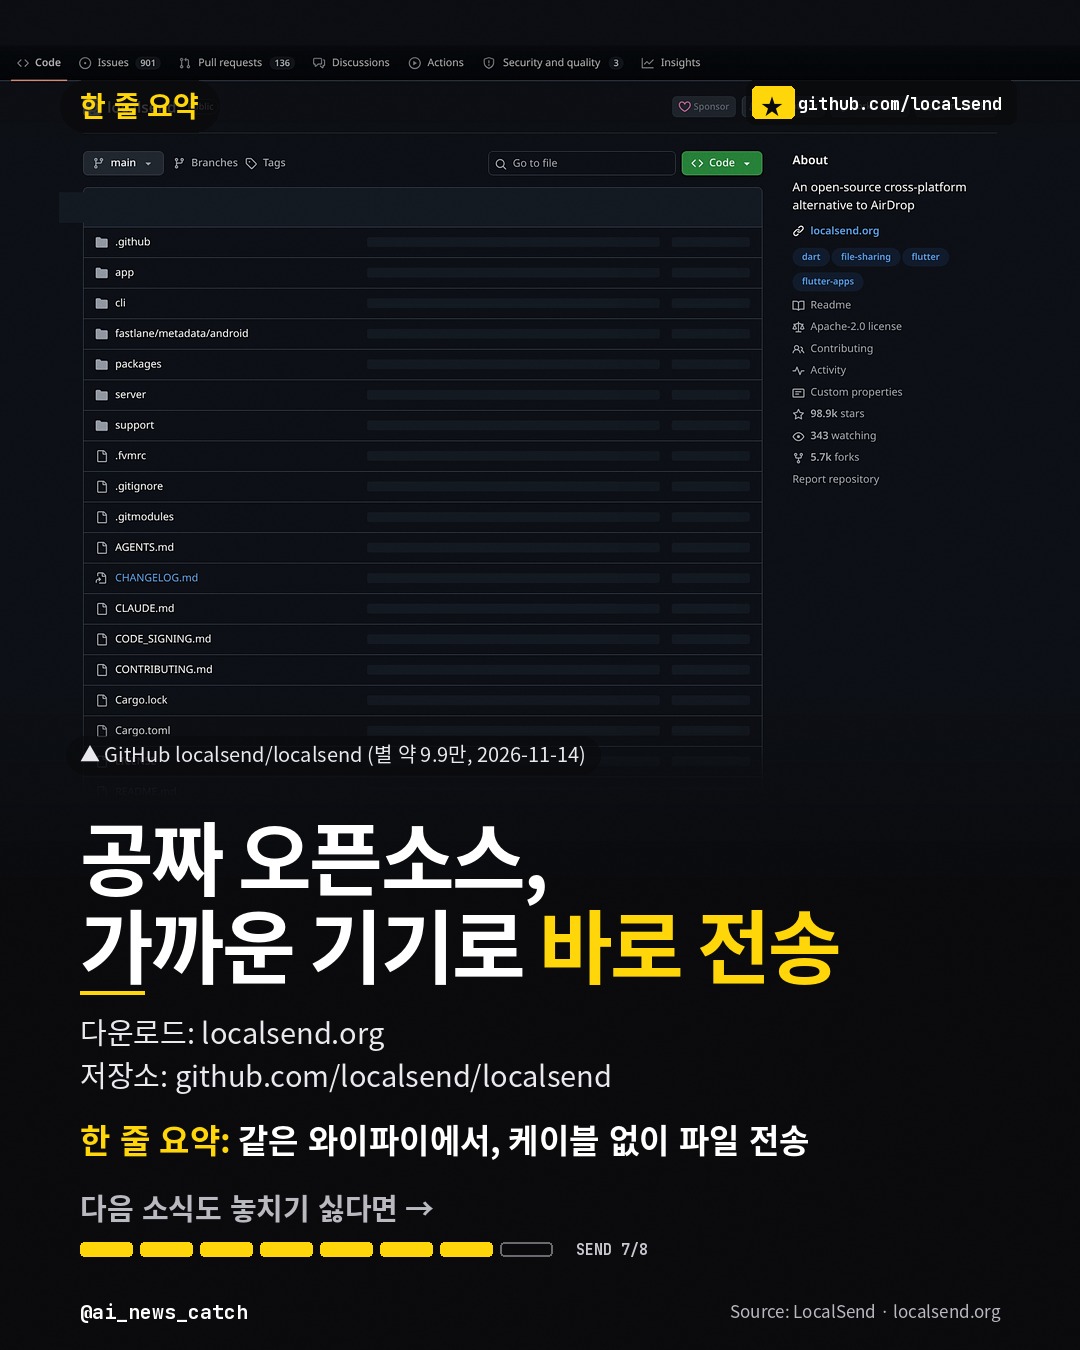 Code Issues 901 Pull requests 136 Discussions Actions Security and quality 3 Insights
한 줄 요약
Sponsor
★ github.com/localsend
main Branches Tags Go to file Code
About
An open-source cross-platform
alternative to AirDrop
localsend.org
dart file-sharing flutter
flutter-apps
Readme
Apache-2.0 license
Contributing
Activity
Custom properties
98.9k stars
343 watching
5.7k forks
Report repository
.github
app
cli
fastlane/metadata/android
packages
server
support
.fvmrc
.gitignore
.gitmodules
AGENTS.md
CHANGELOG.md
CLAUDE.md
CODE_SIGNING.md
CONTRIBUTING.md
Cargo.lock
Cargo.toml
▲ GitHub localsend/localsend (별 약 9.9만, 2026-11-14)
공짜 오픈소스,
가까운 기기로 바로 전송
다운로드: localsend.org
저장소: github.com/localsend/localsend
한 줄 요약: 같은 와이파이에서, 케이블 없이 파일 전송
다음 소식도 놓치기 싫다면 →
SEND 7/8
@ai_news_catch
Source: LocalSend · localsend.org